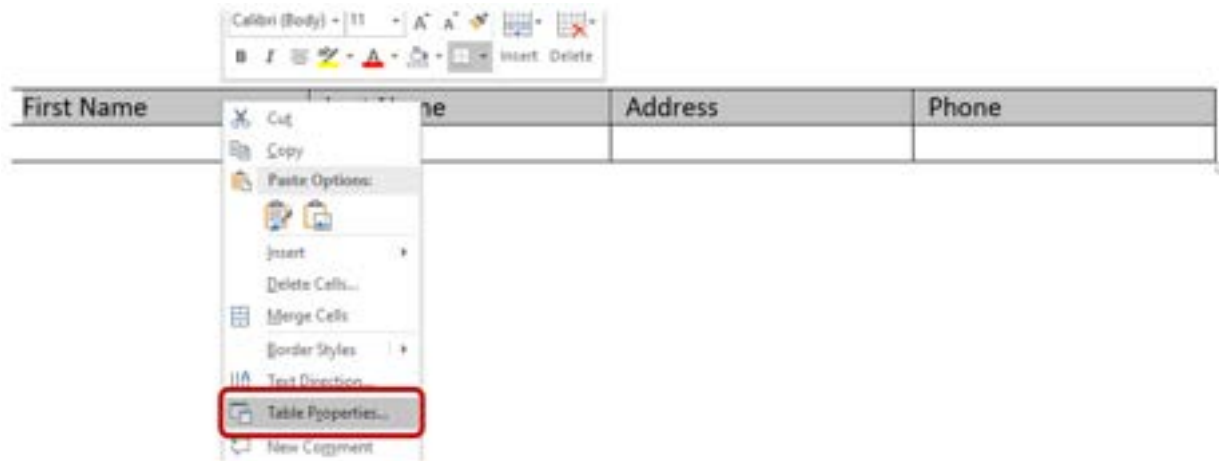 Calibri (Body) 11 A A
B I A Insert Delete
First Name Name Address Phone
Cut
Copy
Paste Options:
Insert
Delete Cells...
Merge Cells
Border Styles
Text Direction...
Table Properties...
New Comment